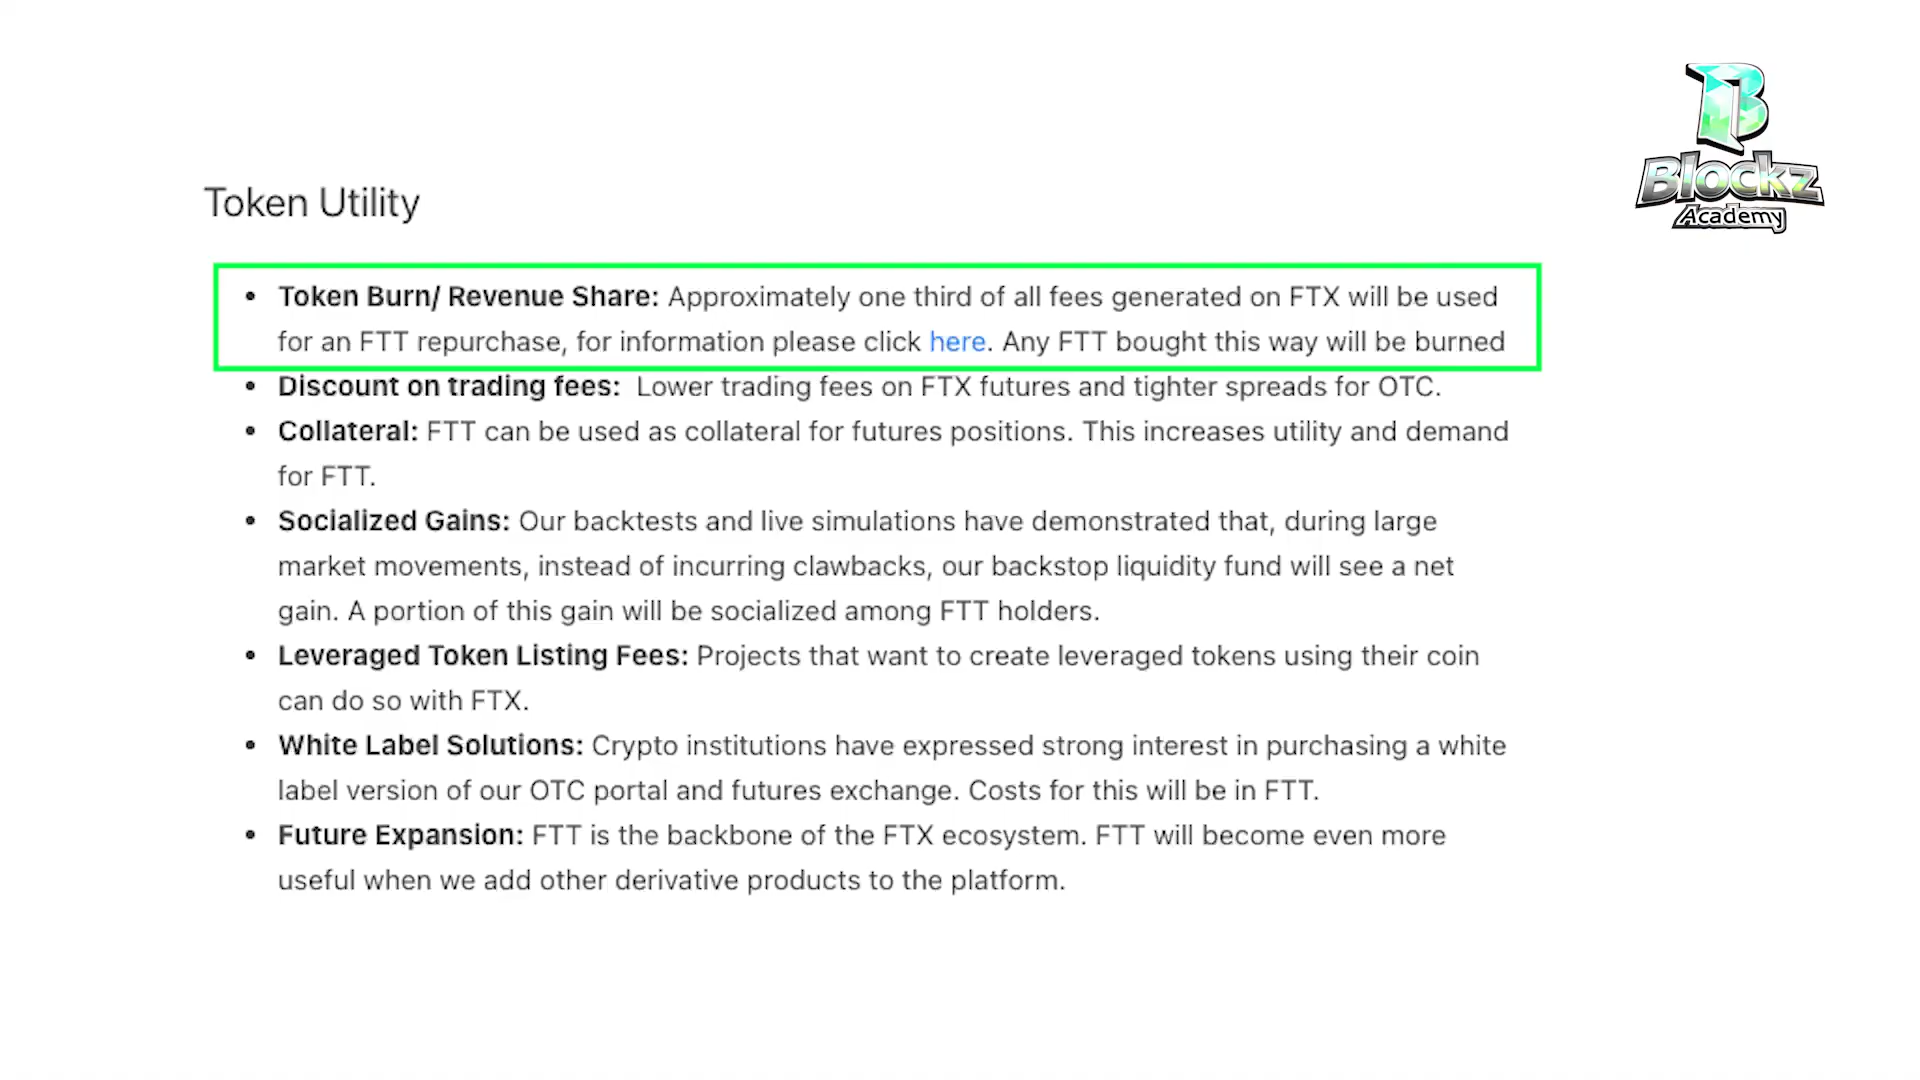 Blockz
Academy
Token Utility
• Token Burn/ Revenue Share: Approximately one third of all fees generated on FTX will be used
for an FTT repurchase, for information please click here. Any FTT bought this way will be burned
• Discount on trading fees: Lower trading fees on FTX futures and tighter spreads for OTC.
• Collateral: FTT can be used as collateral for futures positions. This increases utility and demand
for FTT.
• Socialized Gains: Our backtests and live simulations have demonstrated that, during large
market movements, instead of incurring clawbacks, our backstop liquidity fund will see a net
gain. A portion of this gain will be socialized among FTT holders.
• Leveraged Token Listing Fees: Projects that want to create leveraged tokens using their coin
can do so with FTX.
• White Label Solutions: Crypto institutions have expressed strong interest in purchasing a white
label version of our OTC portal and futures exchange. Costs for this will be in FTT.
• Future Expansion: FTT is the backbone of the FTX ecosystem. FTT will become even more
useful when we add other derivative products to the platform.